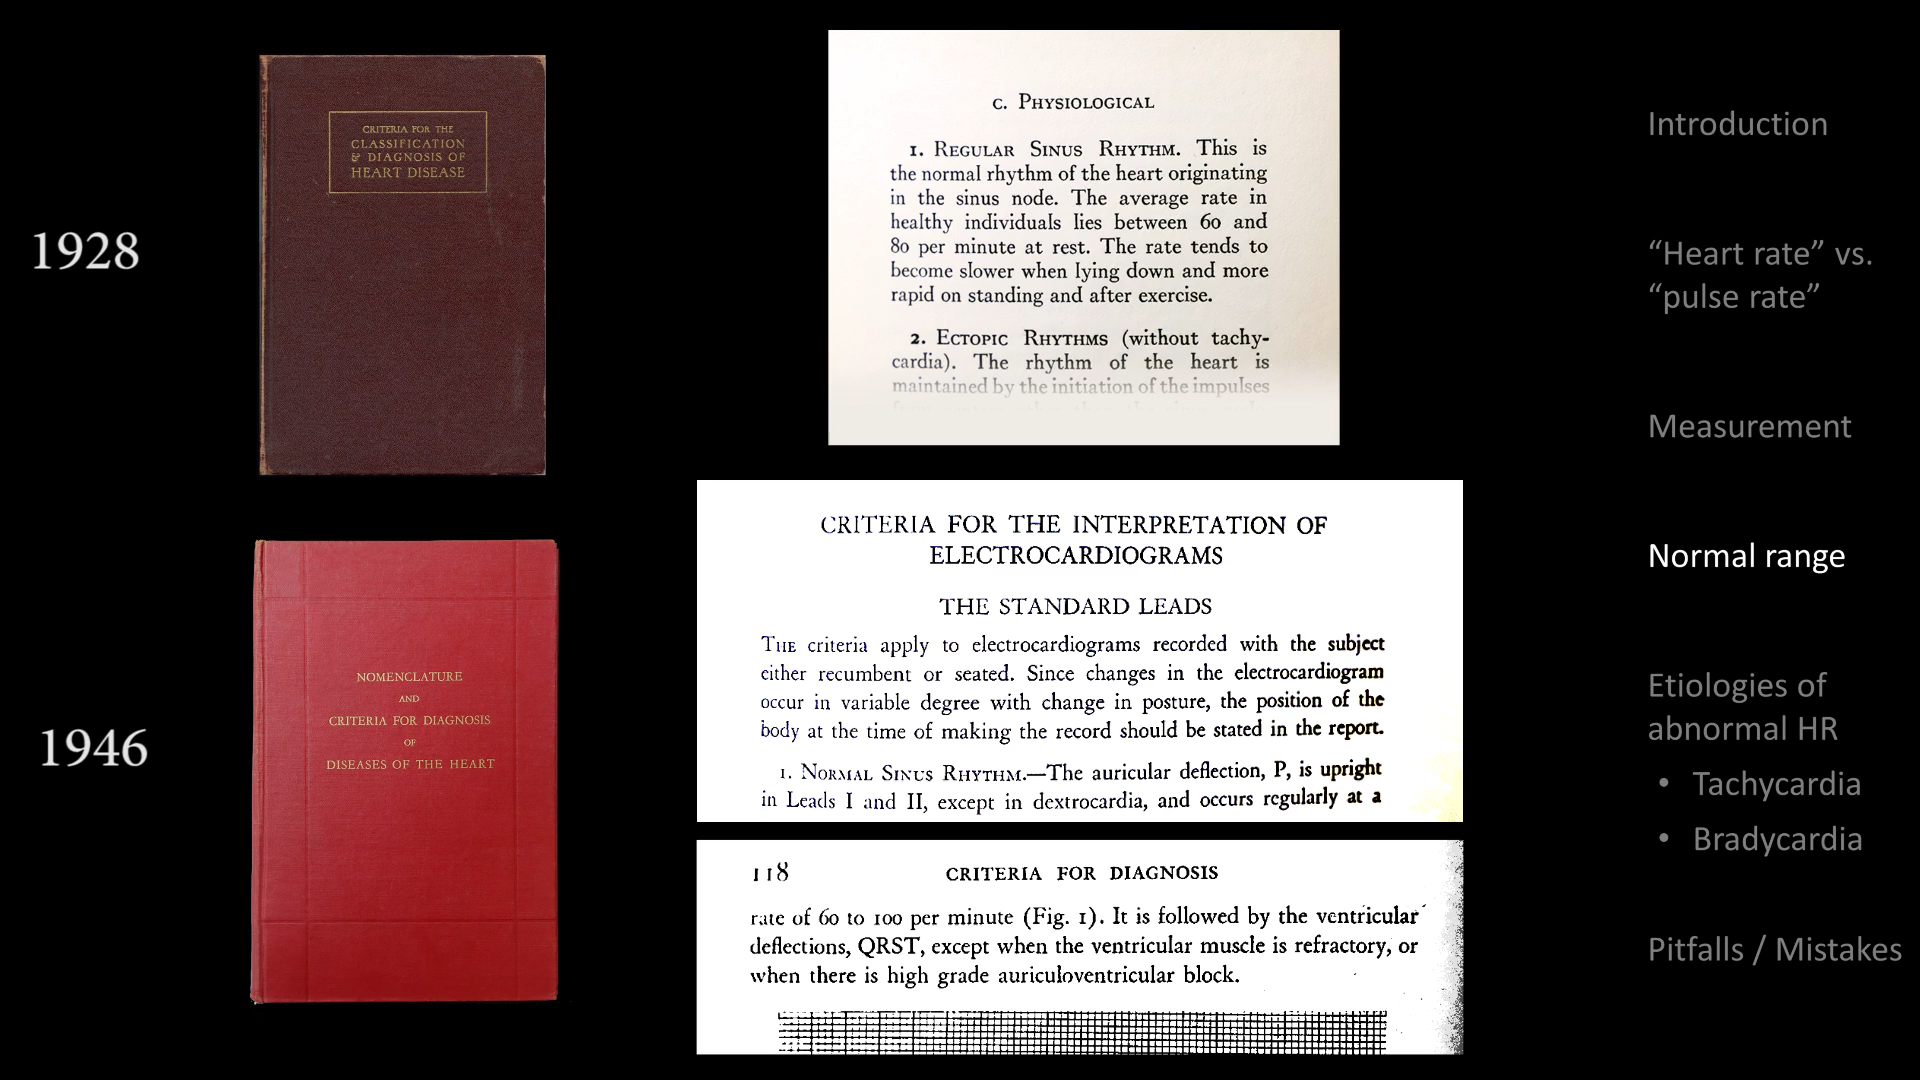 1928
CRITERIA FOR THE
CLASSIFICATION
& DIAGNOSIS OF
HEART DISEASE
C. PHYSIOLOGICAL
1. REGULAR SINUS RHYTHM. This is
the normal rhythm of the heart originating
in the sinus node. The average rate in
healthy individuals lies between 60 and
80 per minute at rest. The rate tends to
become slower when lying down and more
rapid on standing and after exercise.
2. ECTOPIC RHYTHMS (without tachy-
cardia). The rhythm of the heart is
maintained by the initiation of the impulses
1946
NOMENCLATURE
AND
CRITERIA FOR DIAGNOSIS
OF
DISEASES OF THE HEART
CRITERIA FOR THE INTERPRETATION OF
ELECTROCARDIOGRAMS
THE STANDARD LEADS
THE criteria apply to electrocardiograms recorded with the subject
either recumbent or seated. Since changes in the electrocardiogram
occur in variable degree with change in posture, the position of the
body at the time of making the record should be stated in the report.
1. NORMAL SINUS RHYTHM.—The auricular deflection, P, is upright
in Leads I and II, except in dextrocardia, and occurs regularly at a
118 CRITERIA FOR DIAGNOSIS
rate of 60 to 100 per minute (Fig. 1). It is followed by the ventricular
deflections, QRST, except when the ventricular muscle is refractory, or
when there is high grade auriculoventricular block.
Introduction
“Heart rate” vs.
“pulse rate”
Measurement
Normal range
Etiologies of
abnormal HR
• Tachycardia
• Bradycardia
Pitfalls / Mistakes